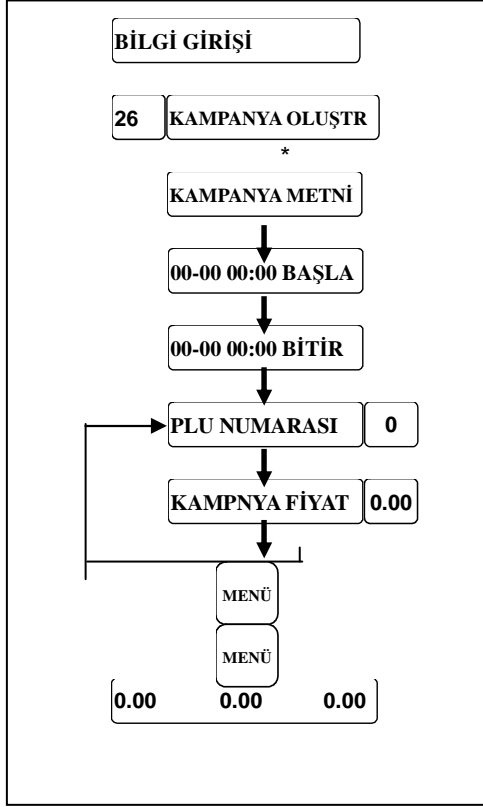 BİLGİ GİRİŞİ
26 KAMPANYA OLUŞTR
*
KAMPANYA METNİ
00-00 00:00 BAŞLA
00-00 00:00 BİTİR
PLU NUMARASI 0
KAMPNYA FİYAT 0.00
MENÜ
MENÜ
0.00 0.00 0.00